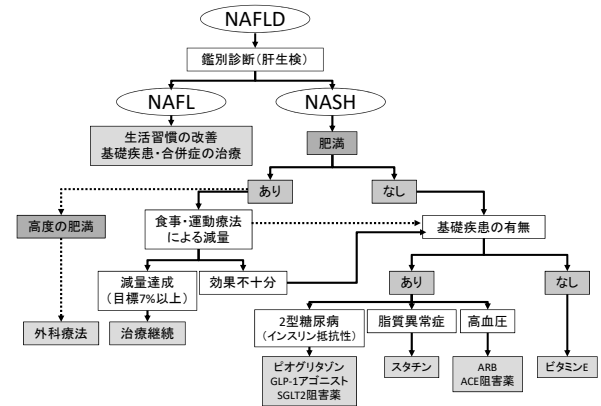 NAFLD
鑑別診断(肝生検)
NAFL
NASH
生活習慣の改善
基礎疾患・合併症の治療
肥満
あり
なし
高度の肥満
食事・運動療法
による減量
基礎疾患の有無
減量達成
(目標7%以上)
効果不十分
あり
なし
外科療法
治療継続
2型糖尿病
(インスリン抵抗性)
脂質異常症
高血圧
ピオグリタゾン
GLP-1アゴニスト
SGLT2阻害薬
スタチン
ARB
ACE阻害薬
ビタミンE